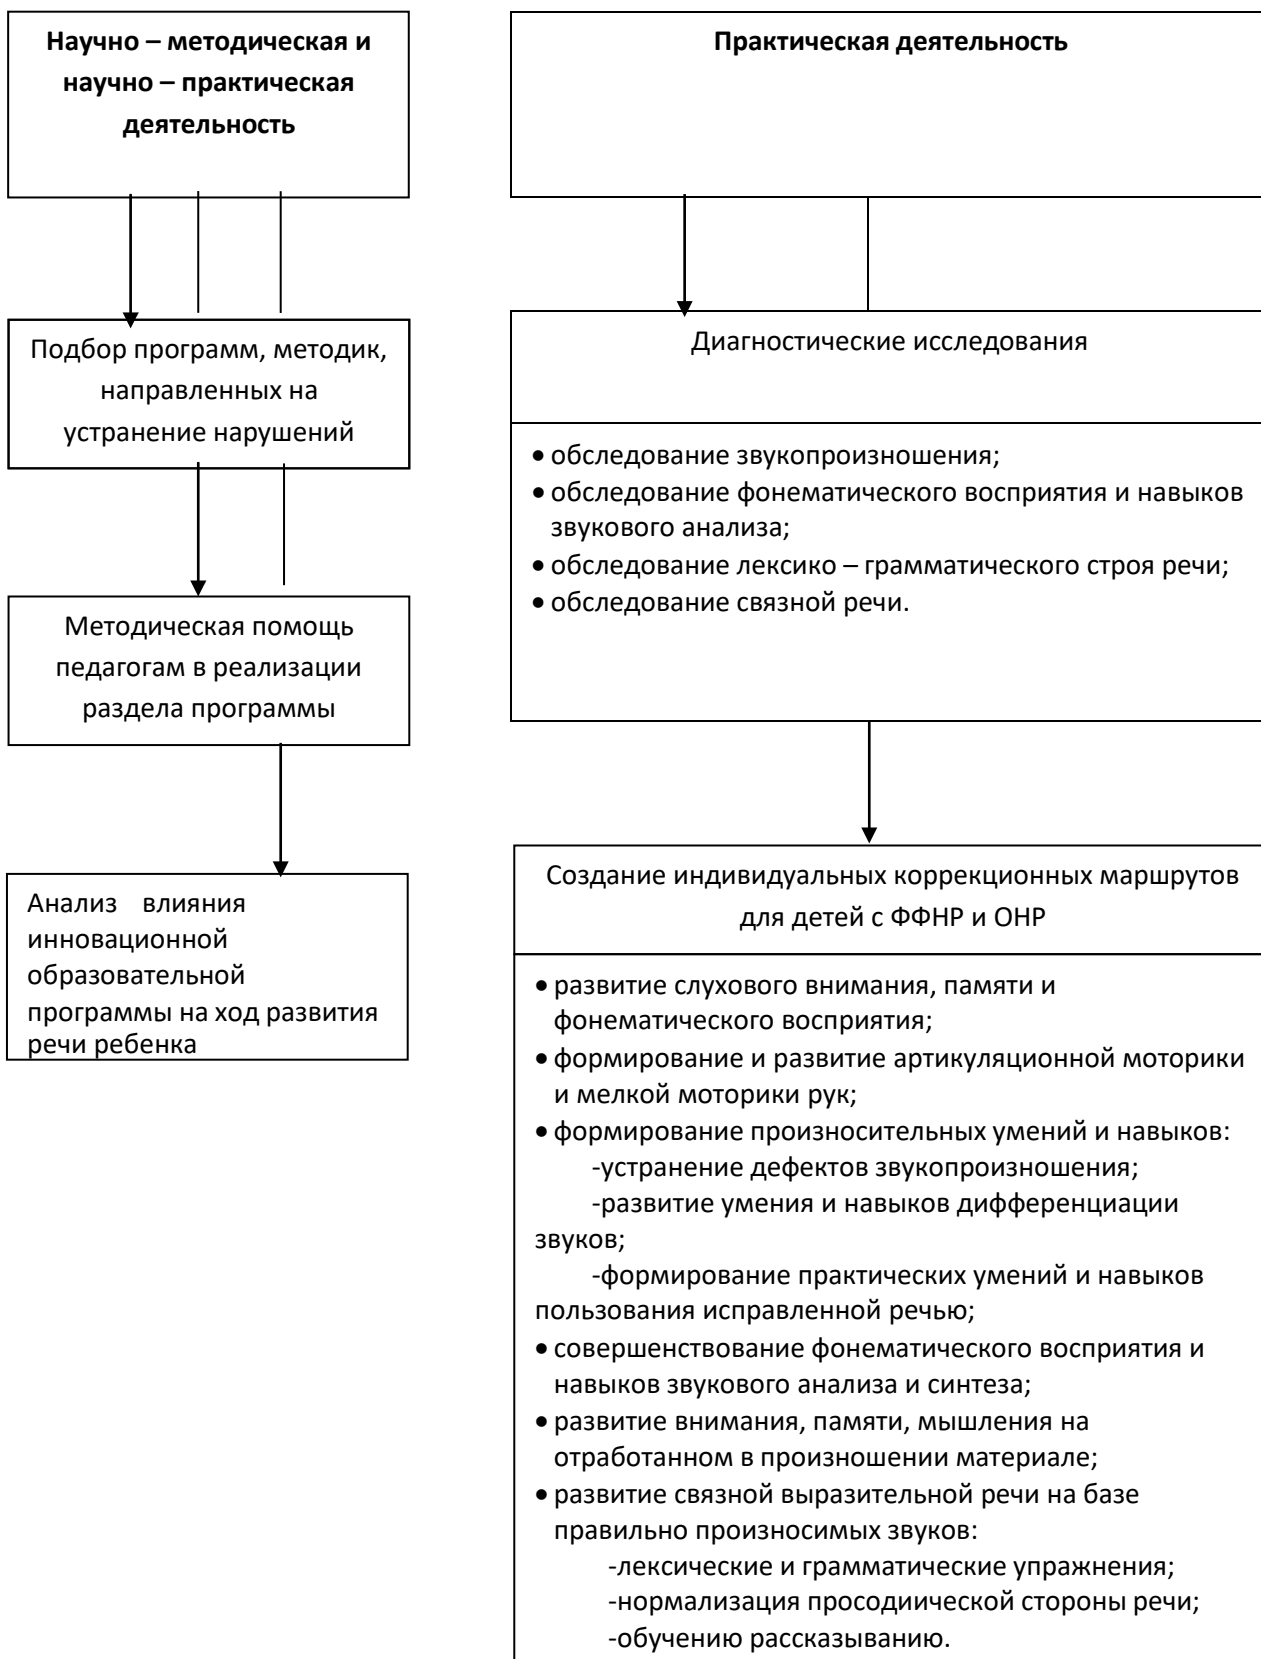 Научно – методическая и
научно – практическая
деятельность
Подбор программ, методик,
направленных на
устранение нарушений
Методическая помощь
педагогам в реализации
раздела программы
Анализ влияния
инновационной
образовательной
программы на ход развития
речи ребенка
Практическая деятельность
Диагностические исследования
• обследование звукопроизношения;
• обследование фонематического восприятия и навыков
звукового анализа;
• обследование лексико – грамматического строя речи;
• обследование связной речи.
Создание индивидуальных коррекционных маршрутов
для детей с ФФНР и ОНР
• развитие слухового внимания, памяти и
фонематического восприятия;
• формирование и развитие артикуляционной моторики
и мелкой моторики рук;
• формирование произносительных умений и навыков:
-устранение дефектов звукопроизношения;
-развитие умения и навыков дифференциации
звуков;
-формирование практических умений и навыков
пользования исправленной речью;
• совершенствование фонематического восприятия и
навыков звукового анализа и синтеза;
• развитие внимания, памяти, мышления на
отработанном в произношении материале;
• развитие связной выразительной речи на базе
правильно произносимых звуков:
-лексические и грамматические упражнения;
-нормализация просодиической стороны речи;
-обучению рассказыванию.